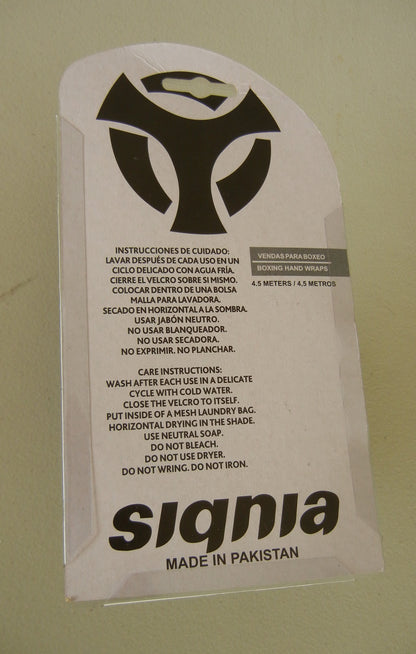 INSTRUCCIONES DE CUIDADO:
LAVAR DESPUÉS DE CADA USO EN UN
CICLO DELICADO CON AGUA FRÍA.
CIERRE EL VELCRO SOBRE SI MISMO.
COLOCAR DENTRO DE UNA BOLSA
MALLA PARA LAVADORA.
SECADO EN HORIZONTAL A LA SOMBRA.
USAR JABÓN NEUTRO.
NO USAR BLANQUEADOR.
NO USAR SECADORA.
NO EXPRIMIR. NO PLANCHAR.
VENDAS PARA BOXEO
BOXING HAND WRAPS
4.5 METERS / 4,5 METROS
CARE INSTRUCTIONS:
WASH AFTER EACH USE IN A DELICATE
CYCLE WITH COLD WATER.
CLOSE THE VELCRO TO ITSELF.
PUT INSIDE OF A MESH LAUNDRY BAG.
HORIZONTAL DRYING IN THE SHADE.
USE NEUTRAL SOAP.
DO NOT BLEACH.
DO NOT USE DRYER.
DO NOT WRING. DO NOT IRON.
siqnia
MADE IN PAKISTAN